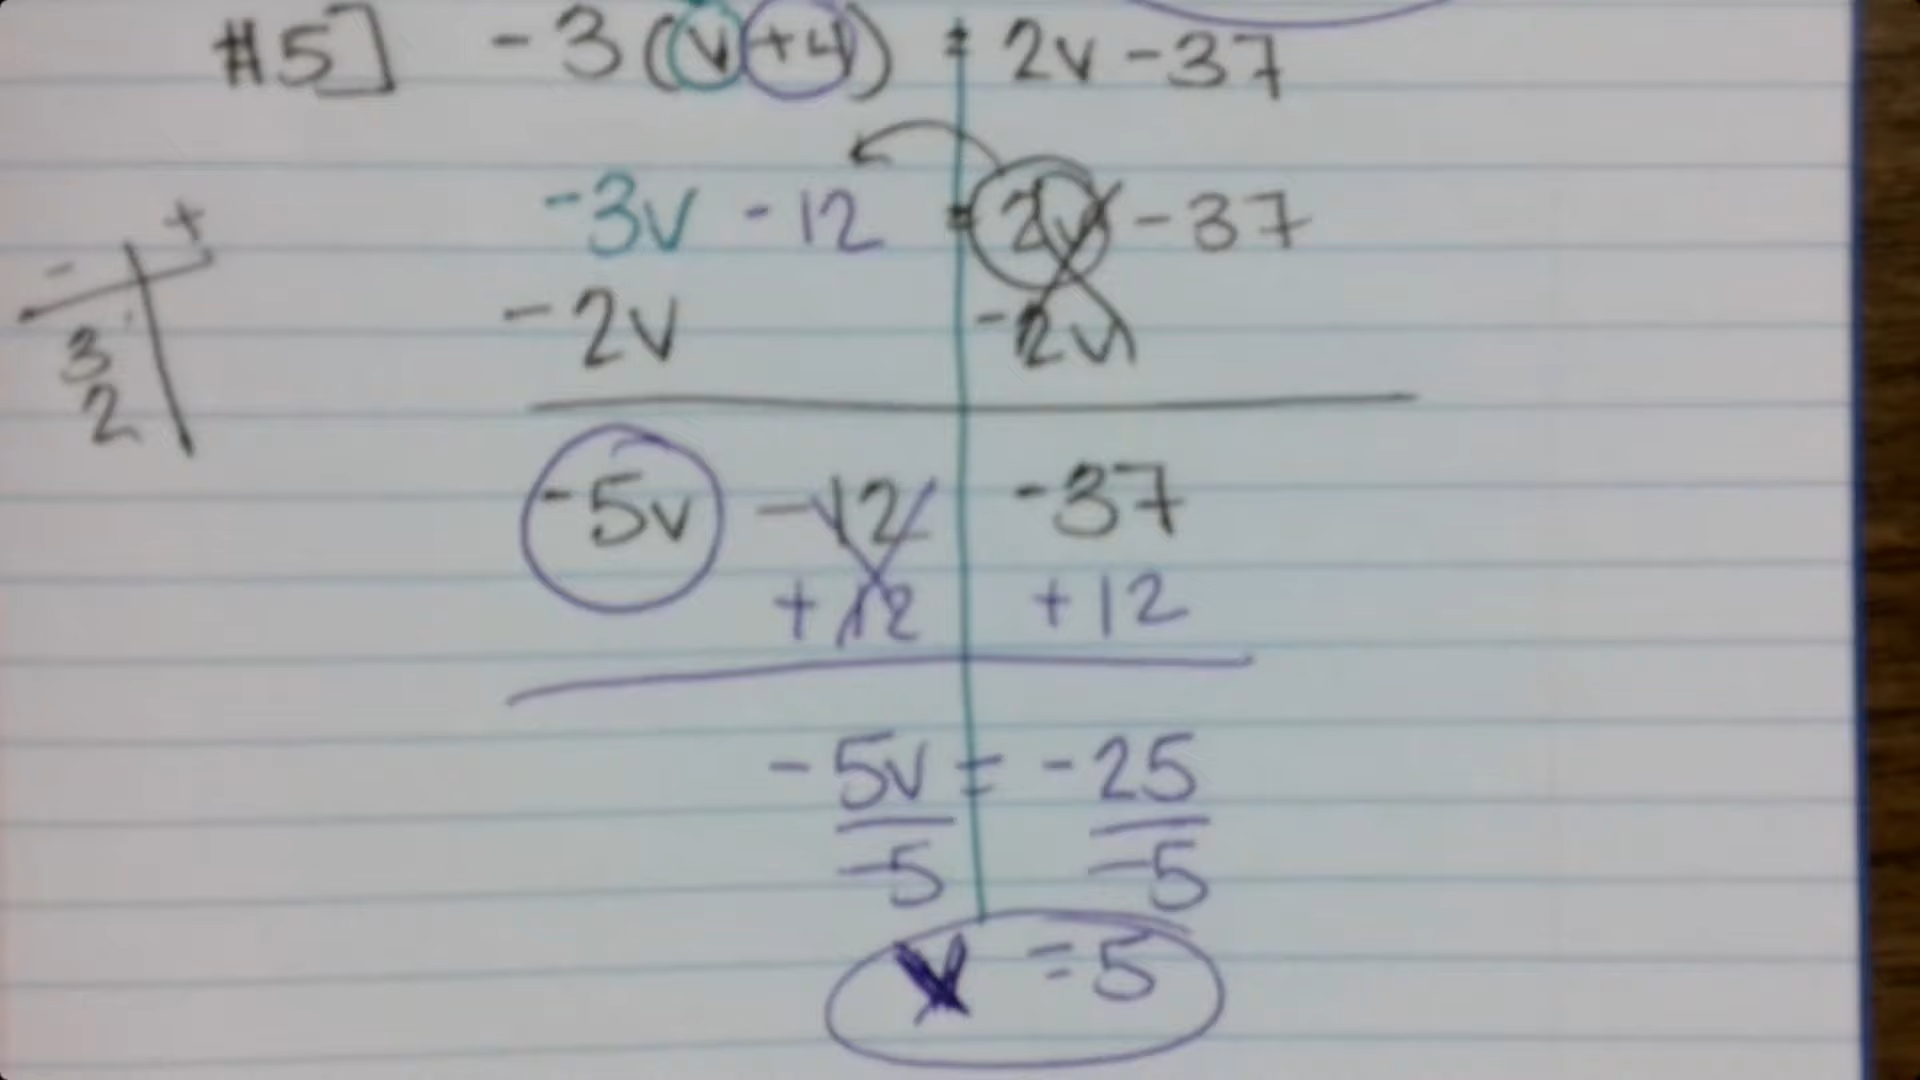 #5] -3(v+4) = 2v-37
-3v -12 = 2v -37
-2v -2v
- +
3
2
-5v -12 -37
+12 +12
-5v = -25
-5 -5
v = 5